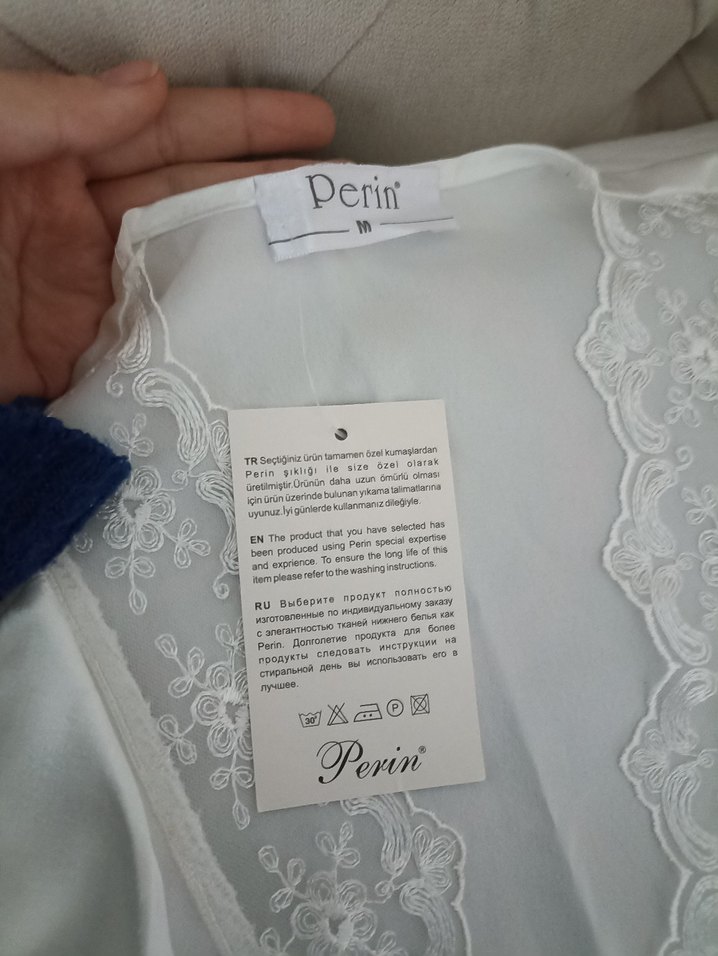 Perin®
M
TR Seçtiğiniz ürün tamamen özel kumaşlardan
Perin şıklığı ile size özel olarak
üretilmiştir.Ürünün daha uzun ömürlü olması
için ürün üzerinde bulunan yıkama talimatlarına
uyunuz.İyi günlerde kullanmanız dileğiyle.
EN The product that you have selected has
been produced using Perin special expertise
and exprience. To ensure the long life of this
item please refer to the washing instructions.
RU Выберите продукт полностью
изготовленные по индивидуальному заказу
с элегантностью тканей нижнего белья как
Perin. Долголетие продукта для более
продукты следовать инструкции на
стиральной день вы использовать его в
лучшее.
30° P
Perin®